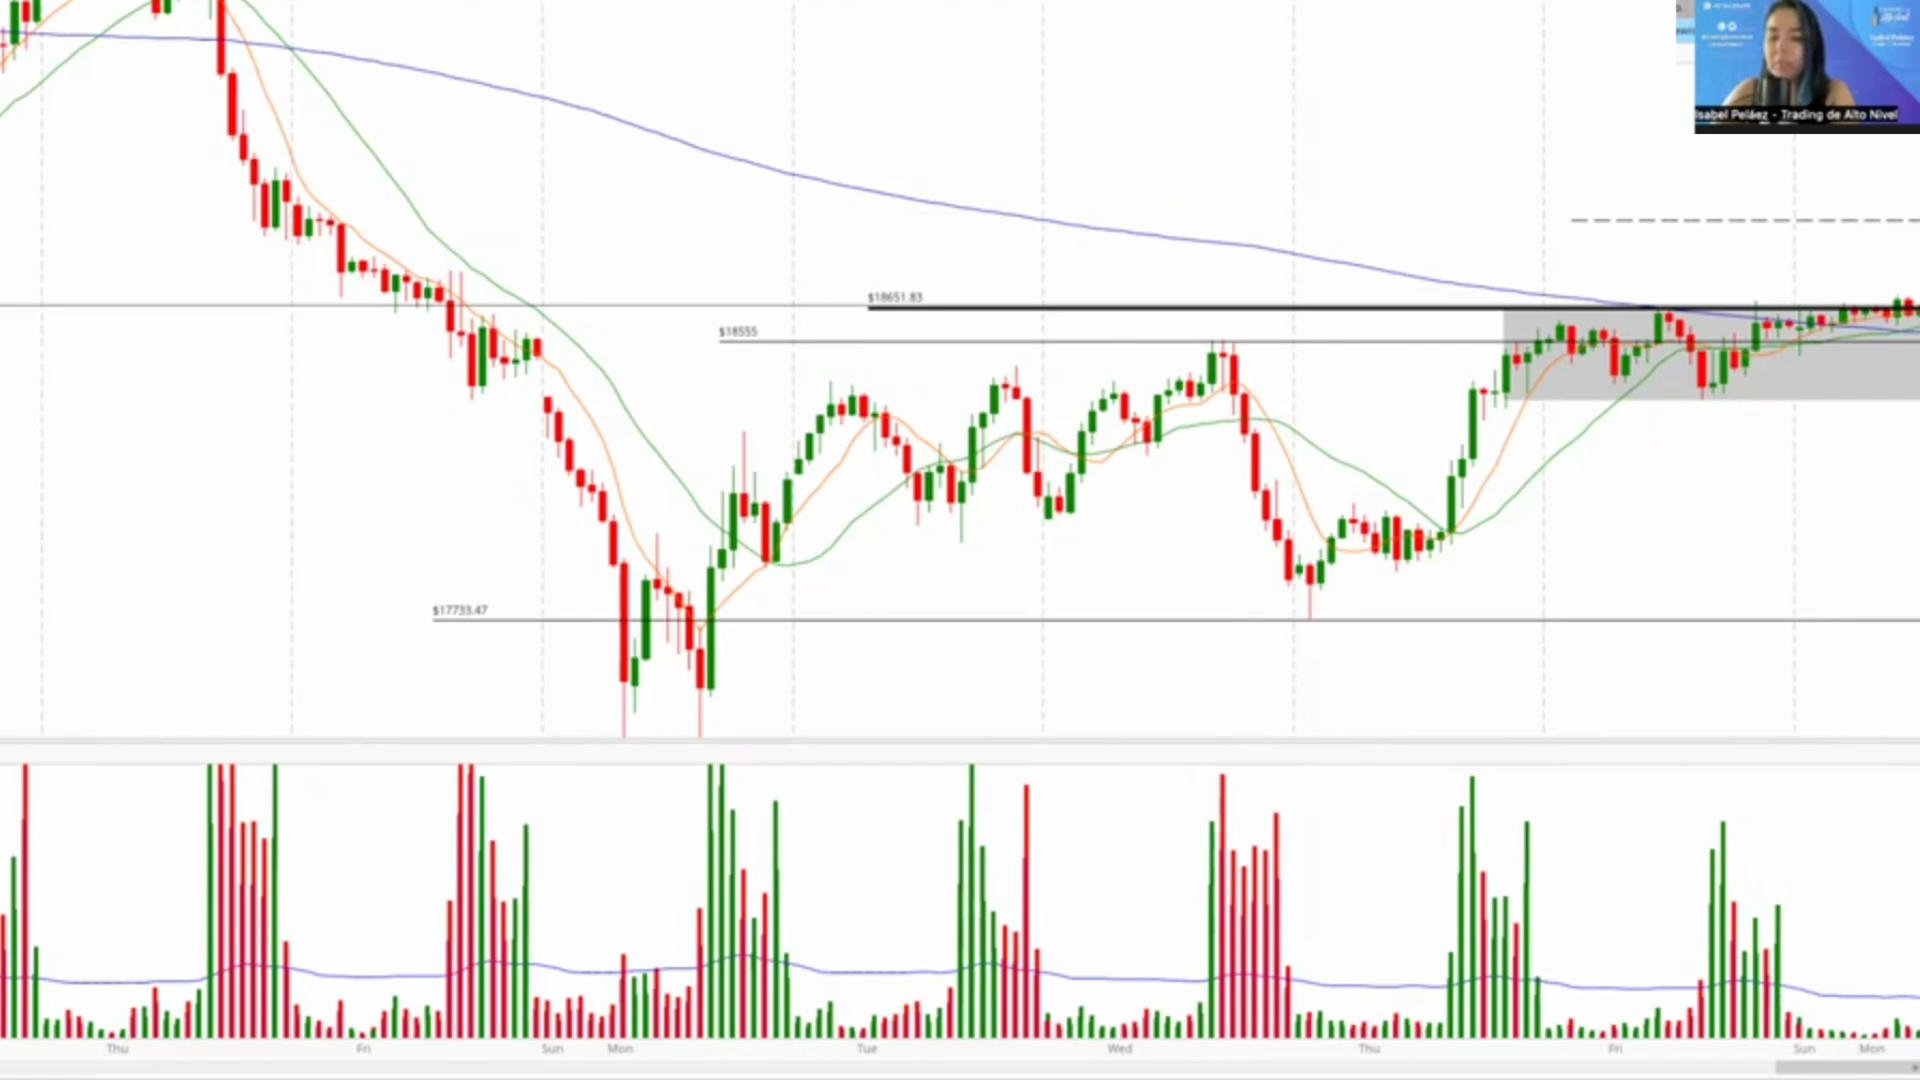 Isabel Peláez - Trading de Alto Nivel
$18651.83
$18555
$17733.47
Thu
Fri
Sun
Mon
Tue
Wed
Thu
Fri
Sun
Mon